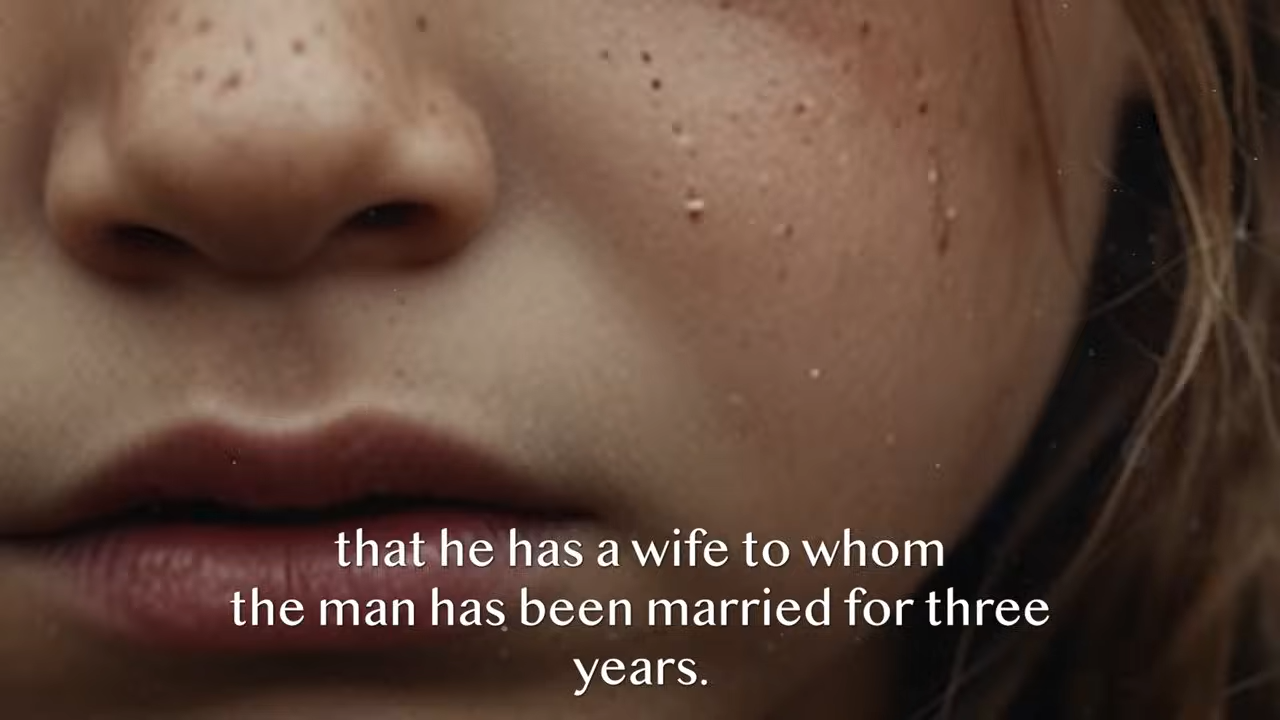 that he has a wife to whom
the man has been married for three
years.